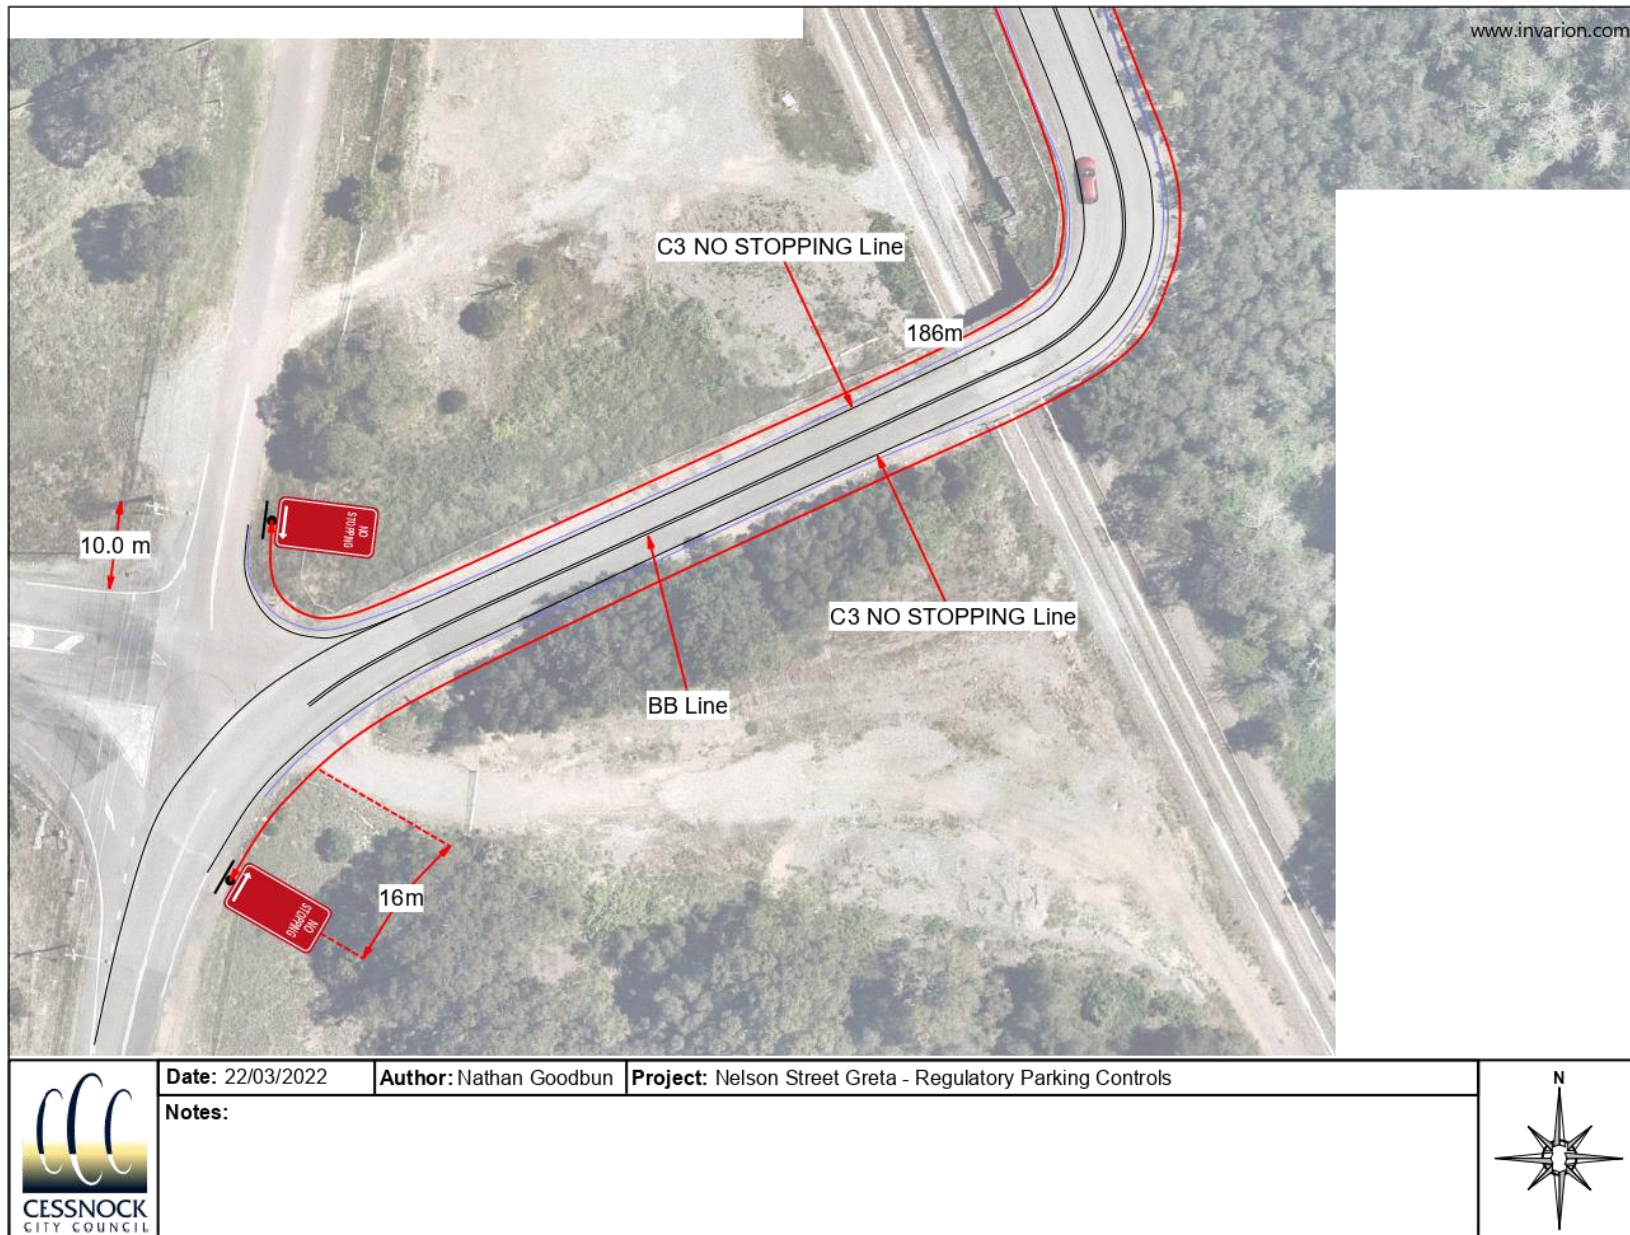 www.invarion.com
C3 NO STOPPING Line
186m
10.0 m
NO
STOPPING
C3 NO STOPPING Line
BB Line
16m
NO
STOPPING
Date: 22/03/2022
Author: Nathan Goodbun
Project: Nelson Street Greta - Regulatory Parking Controls
Notes:
N
CESSNOCK
CITY COUNCIL